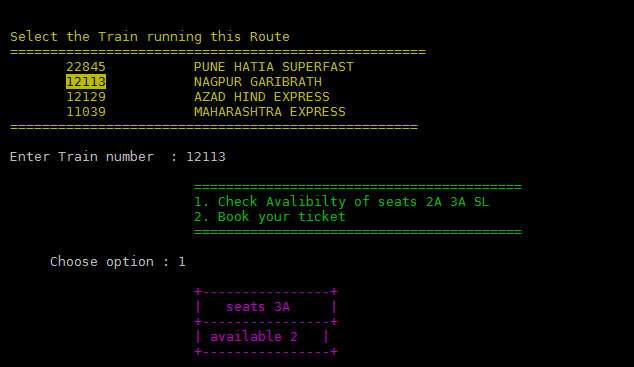 Select the Train running this Route
====================================================
22845 PUNE HATIA SUPERFAST
12113 NAGPUR GARIBRATH
12129 AZAD HIND EXPRESS
11039 MAHARASHTRA EXPRESS
===================================================
Enter Train number : 12113
=========================================
1. Check Avalibilty of seats 2A 3A SL
2. Book your ticket
=========================================
Choose option : 1
+----------------+
| seats 3A |
+----------------+
| available 2 |
+----------------+